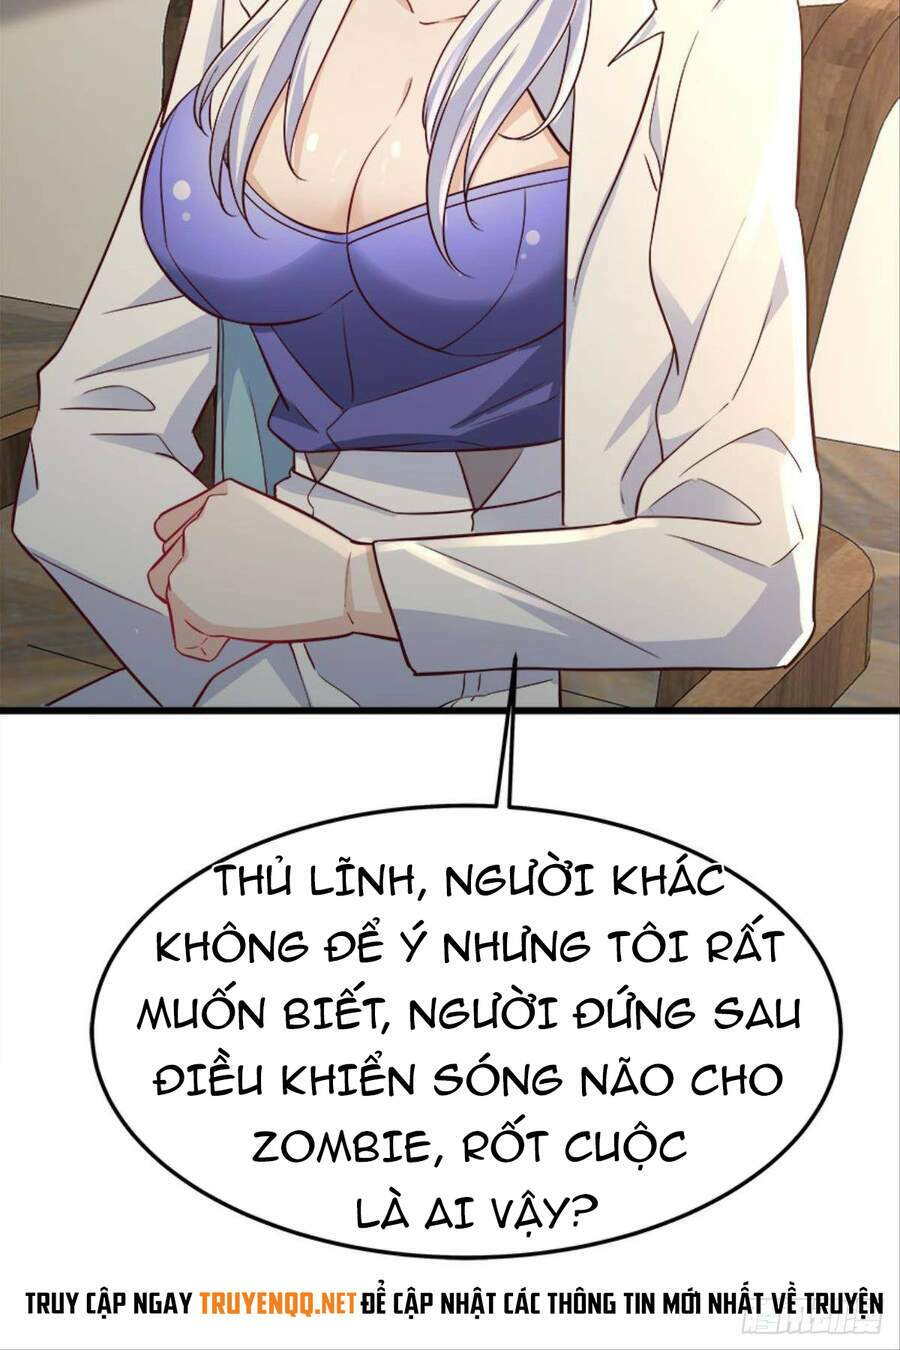 THỦ LĨNH, NGƯỜI KHÁC
KHÔNG ĐỂ Ý NHƯNG TÔI RẤT
MUỐN BIẾT, NGƯỜI ĐỨNG SAU
ĐIỀU KHIỂN SÓNG NÃO CHO
ZOMBIE, RỐT CUỘC
LÀ AI VẬY?
TRUY CẬP NGAY TRUYENQQ.NET ĐỂ CẬP NHẬT CÁC THÔNG TIN MỚI NHẤT VỀ TRUYỆN